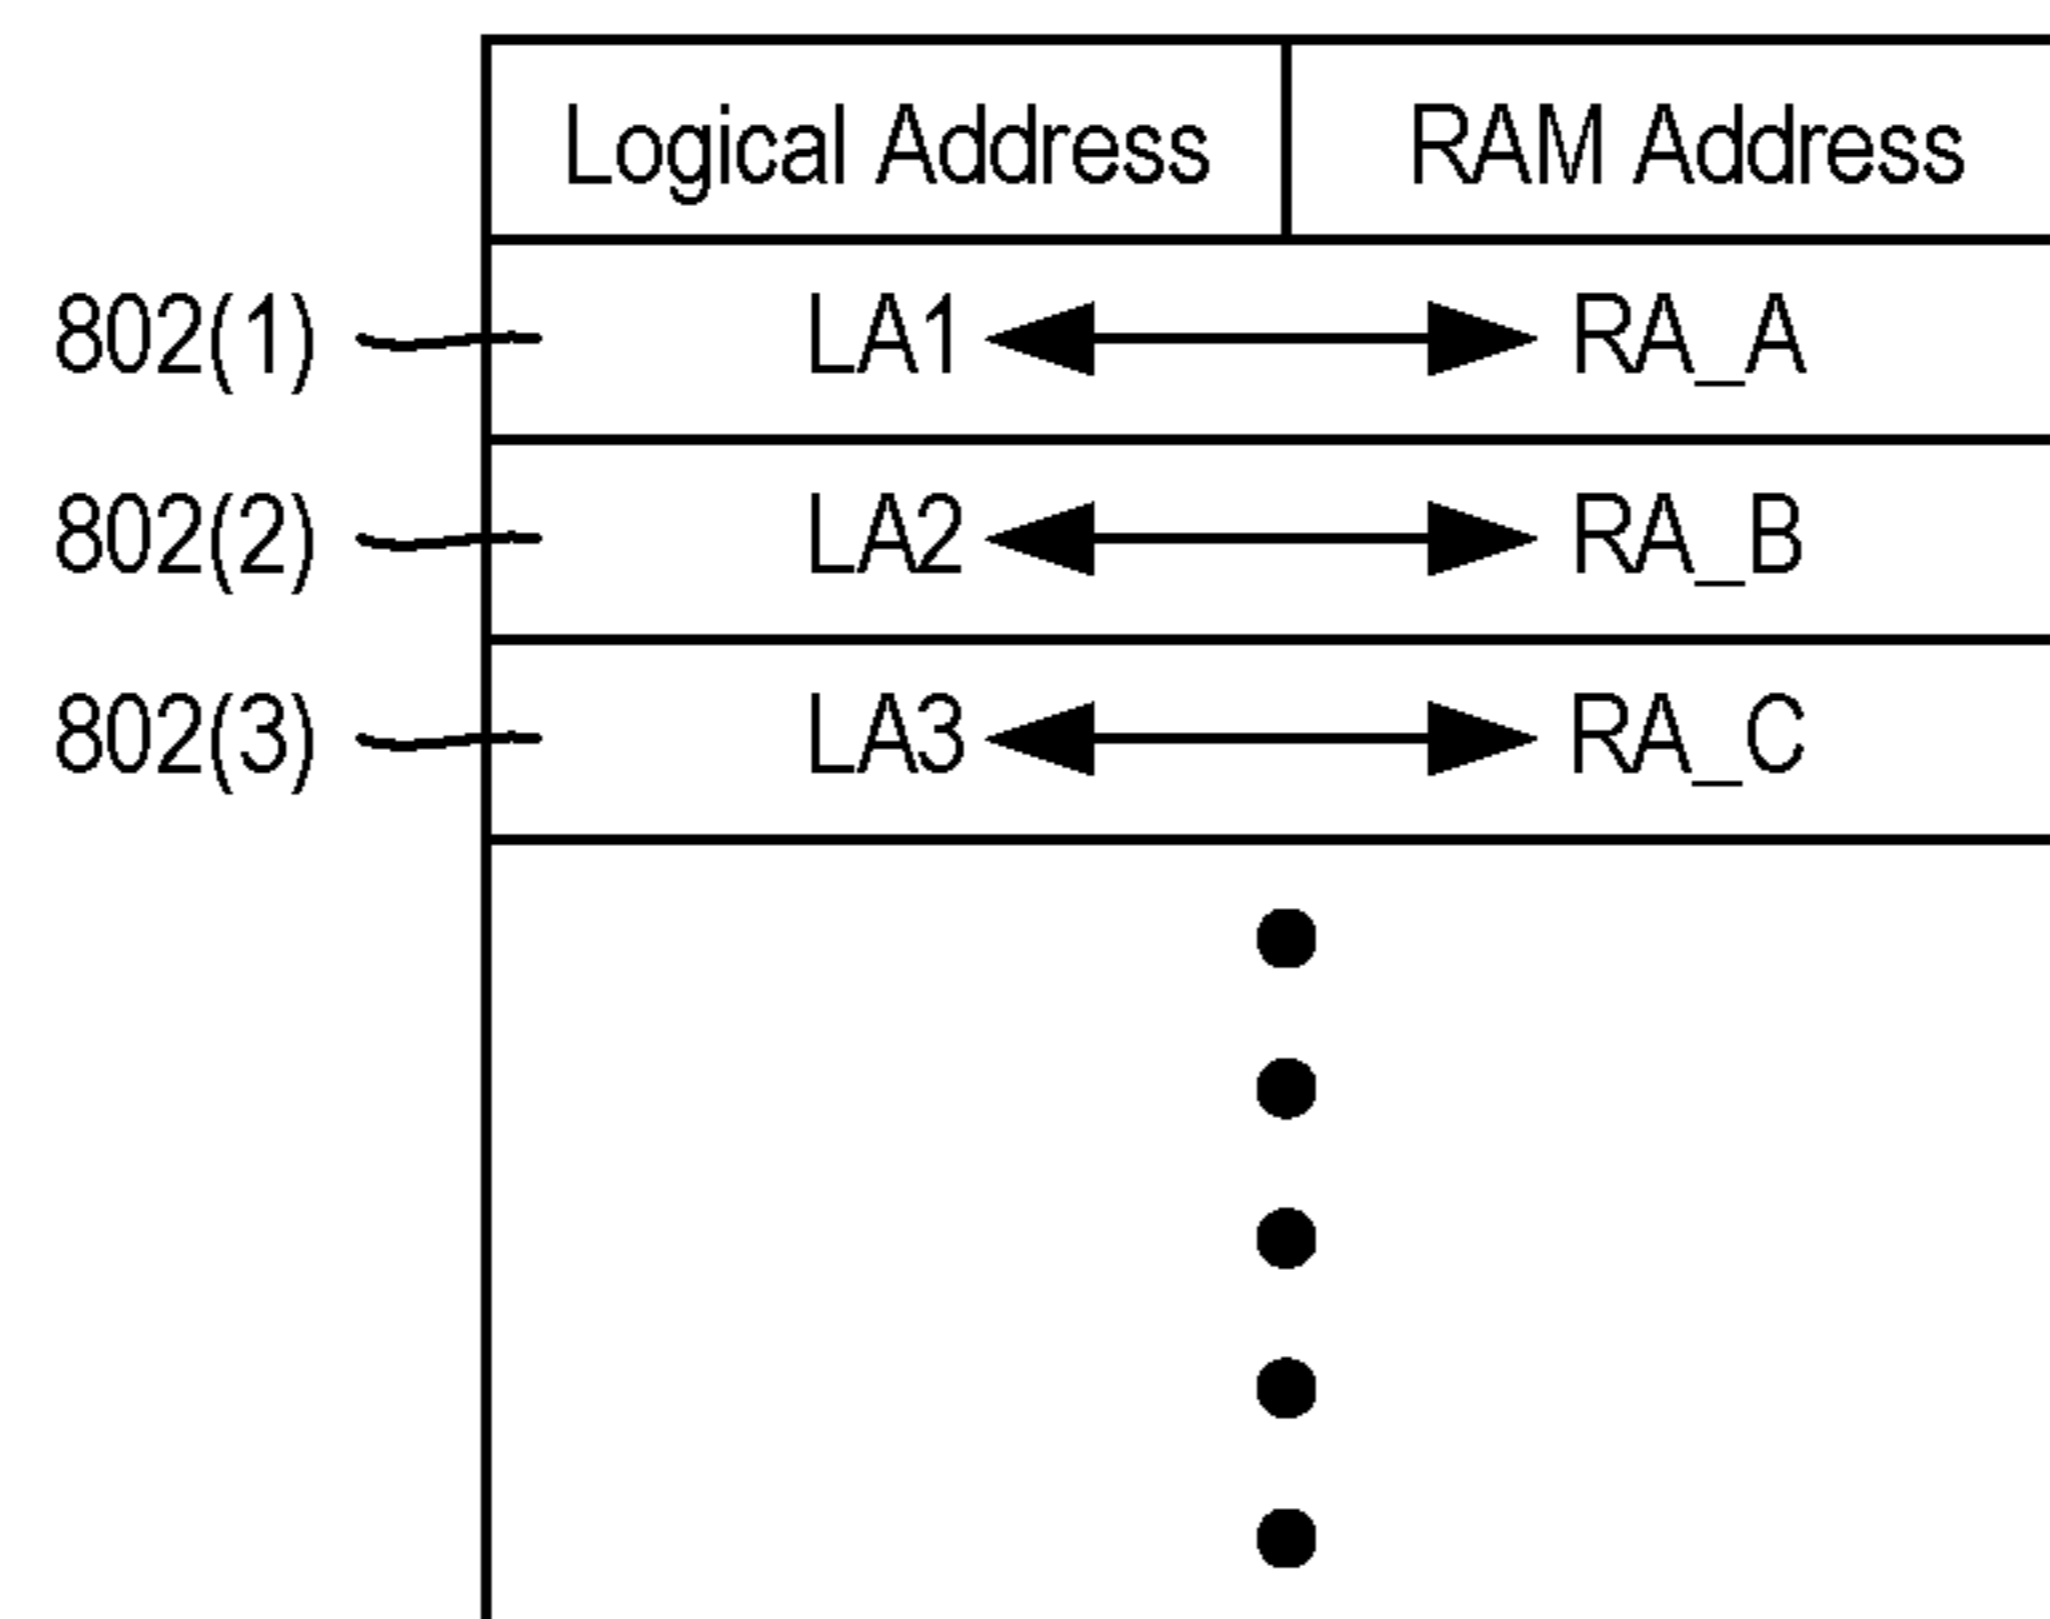 Logical Address RAM Address
802(1) LA1 RA_A
802(2) LA2 RA_B
802(3) LA3 RA_C